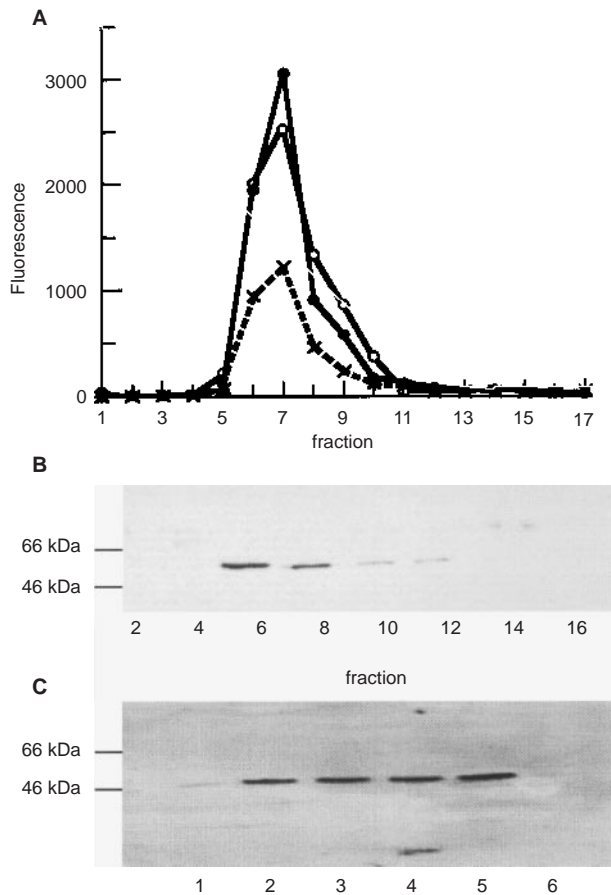 A
3000
2000
1000
0
Fluorescence
1 3 5 7 9 11 13 15 17
fraction
B
66 kDa
46 kDa
2 4 6 8 10 12 14 16
fraction
C
66 kDa
46 kDa
1 2 3 4 5 6